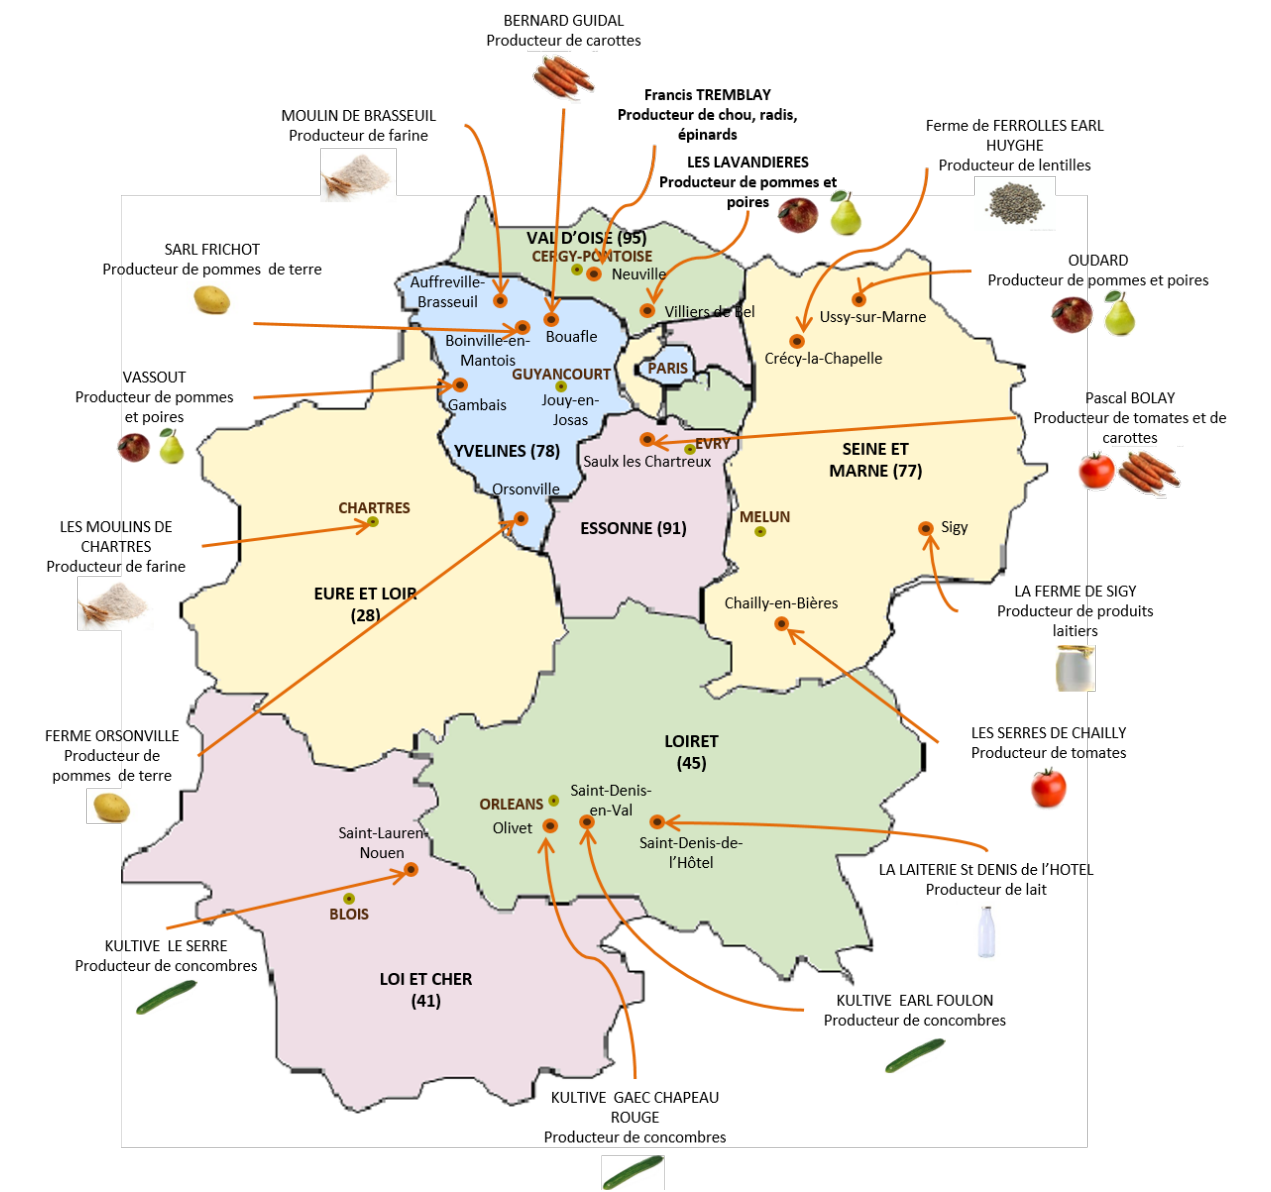 BERNARD GUIDAL
Producteur de carottes
Francis TREMBLAY
Producteur de chou, radis,
épinards
MOULIN DE BRASSEUIL
Producteur de farine
LES LAVANDIERES
Producteur de pommes et
poires
Ferme de FERROLLES EARL
HUYGHE
Producteur de lentilles
SARL FRICHOT
Producteur de pommes de terre
OUDARD
Producteur de pommes et poires
VAL D'OISE (95)
CERGY-PONTOISE
Neuville
Villiers de Bel
Auffreville-
Brasseuil
Bouafle
Boinville-en-
Mantois
Ussy-sur-Marne
Crécy-la-Chapelle
PARIS
GUYANCOURT
Jouy-en-
Josas
Gambais
VASSOUT
Producteur de pommes
et poires
Pascal BOLAY
Producteur de tomates et de
carottes
YVELINES (78)
EVRY
Saulx les Chartreux
SEINE ET
MARNE (77)
Orsonville
CHARTRES
ESSONNE (91)
MELUN
Sigy
LES MOULINS DE
CHARTRES
Producteur de farine
EURE ET LOIR
(28)
Chailly-en-Bières
LA FERME DE SIGY
Producteur de produits
laitiers
FERME ORSONVILLE
Producteur de
pommes de terre
LOIRET
(45)
LES SERRES DE CHAILLY
Producteur de tomates
ORLEANS
Olivet
Saint-Denis-
en-Val
Saint-Denis-de-
l'Hôtel
Saint-Lauren-
Nouen
BLOIS
LA LAITERIE St DENIS de l'HOTEL
Producteur de lait
KULTIVE LE SERRE
Producteur de concombres
LOI ET CHER
(41)
KULTIVE EARL FOULON
Producteur de concombres
KULTIVE GAEC CHAPEAU
ROUGE
Producteur de concombres